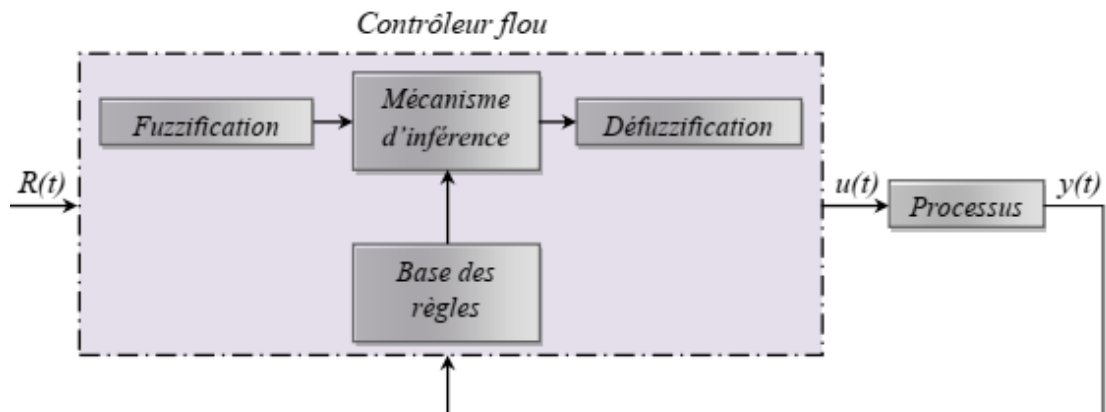 Contrôleur flou
Fuzzification
Mécanisme
d'inférence
Défuzzification
R(t)
u(t)
Processus
y(t)
Base des
règles